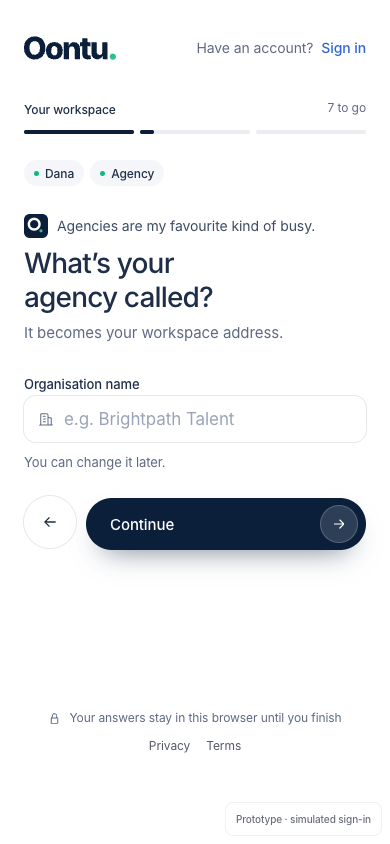 Oontu.
Have an account? Sign in
Your workspace
7 to go
Dana
Agency
Agencies are my favourite kind of busy.
What's your
agency called?
It becomes your workspace address.
Organisation name
e.g. Brightpath Talent
You can change it later.
Continue
Your answers stay in this browser until you finish
Privacy Terms
Prototype · simulated sign-in